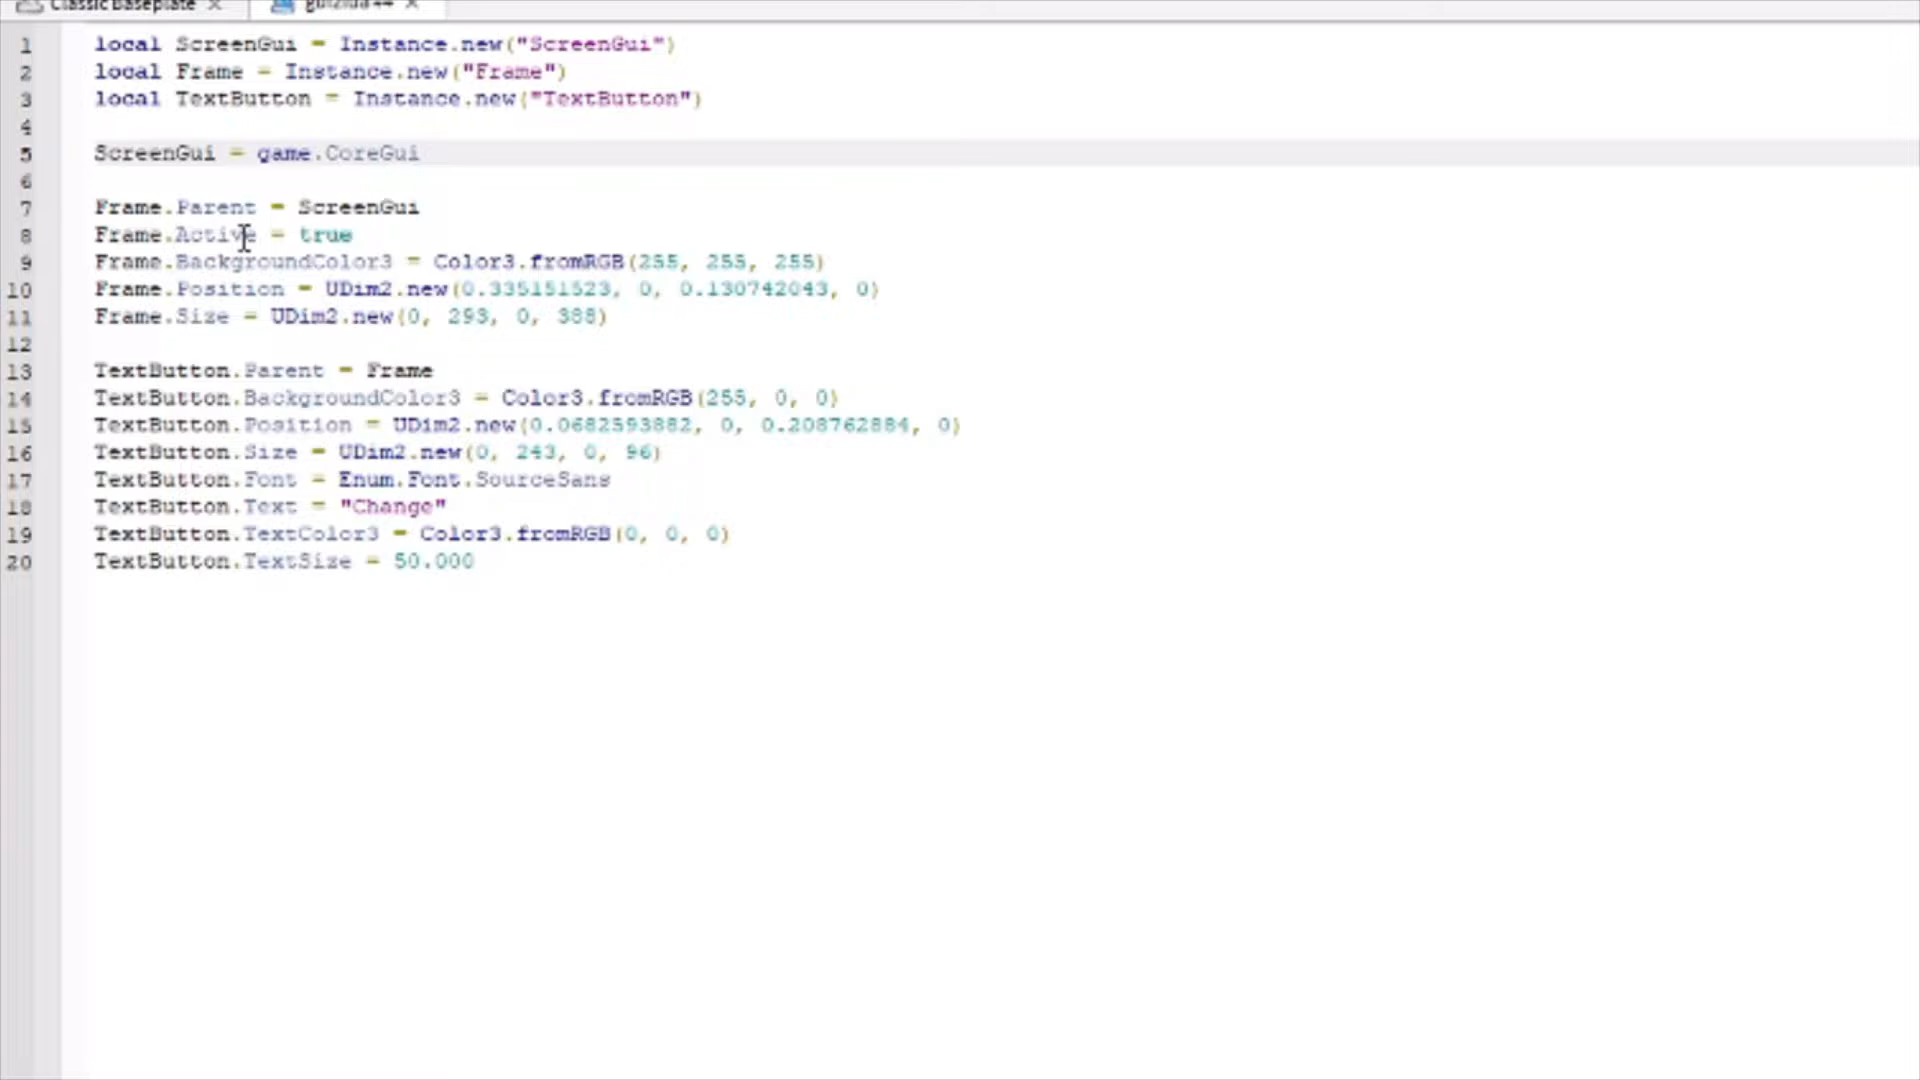 Classic Baseplate ×
1 local ScreenGui = Instance.new("ScreenGui")
2 local Frame = Instance.new("Frame")
3 local TextButton = Instance.new("TextButton")
4
5 ScreenGui = game.CoreGui
6
7 Frame.Parent = ScreenGui
8 Frame.Active = true
9 Frame.BackgroundColor3 = Color3.fromRGB(255, 255, 255)
10 Frame.Position = UDim2.new(0.335151523, 0, 0.130742043, 0)
11 Frame.Size = UDim2.new(0, 293, 0, 388)
12
13 TextButton.Parent = Frame
14 TextButton.BackgroundColor3 = Color3.fromRGB(255, 0, 0)
15 TextButton.Position = UDim2.new(0.0682593882, 0, 0.208762884, 0)
16 TextButton.Size = UDim2.new(0, 243, 0, 96)
17 TextButton.Font = Enum.Font.SourceSans
18 TextButton.Text = "Change"
19 TextButton.TextColor3 = Color3.fromRGB(0, 0, 0)
20 TextButton.TextSize = 50.000